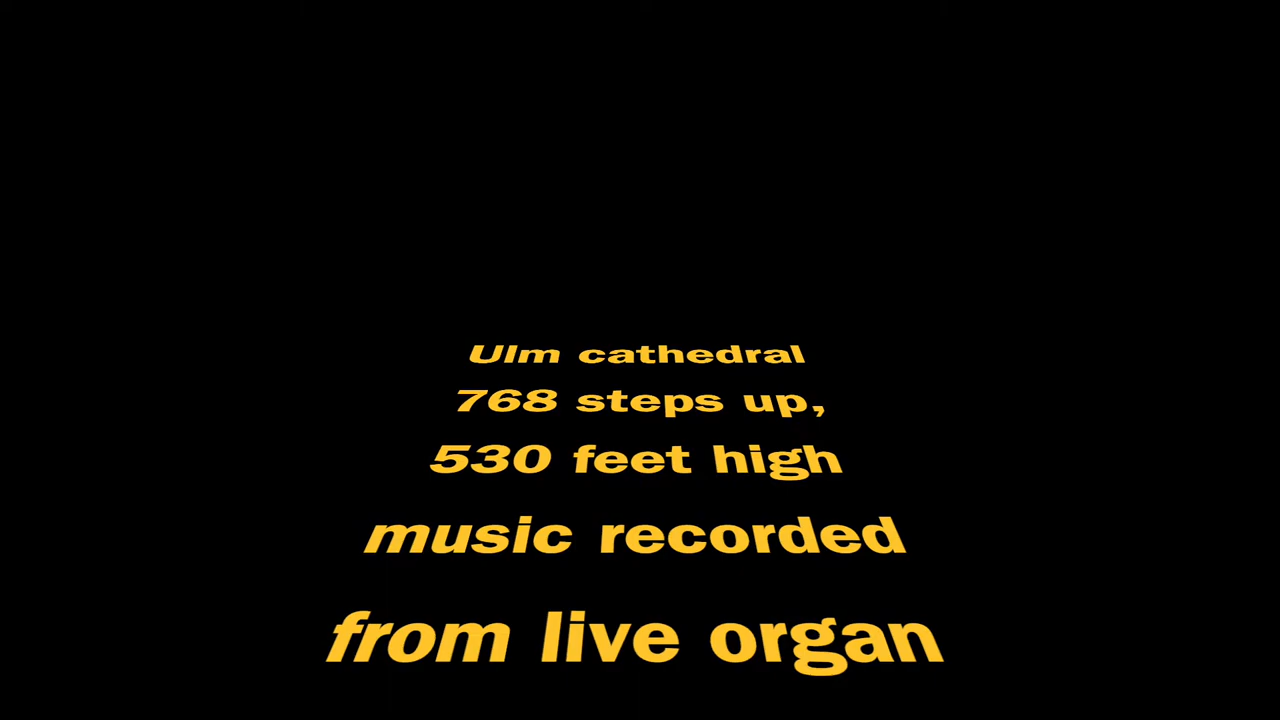 Ulm cathedral
768 steps up,
530 feet high
music recorded
from live organ